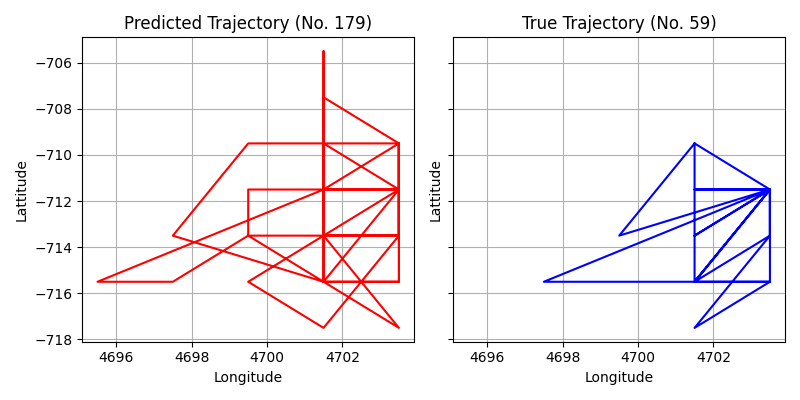 Predicted Trajectory (No. 179)
True Trajectory (No. 59)
−706
−708
−710
−712
−714
−716
−718
Lattitude
Lattitude
4696 4698 4700 4702
4696 4698 4700 4702
Longitude
Longitude